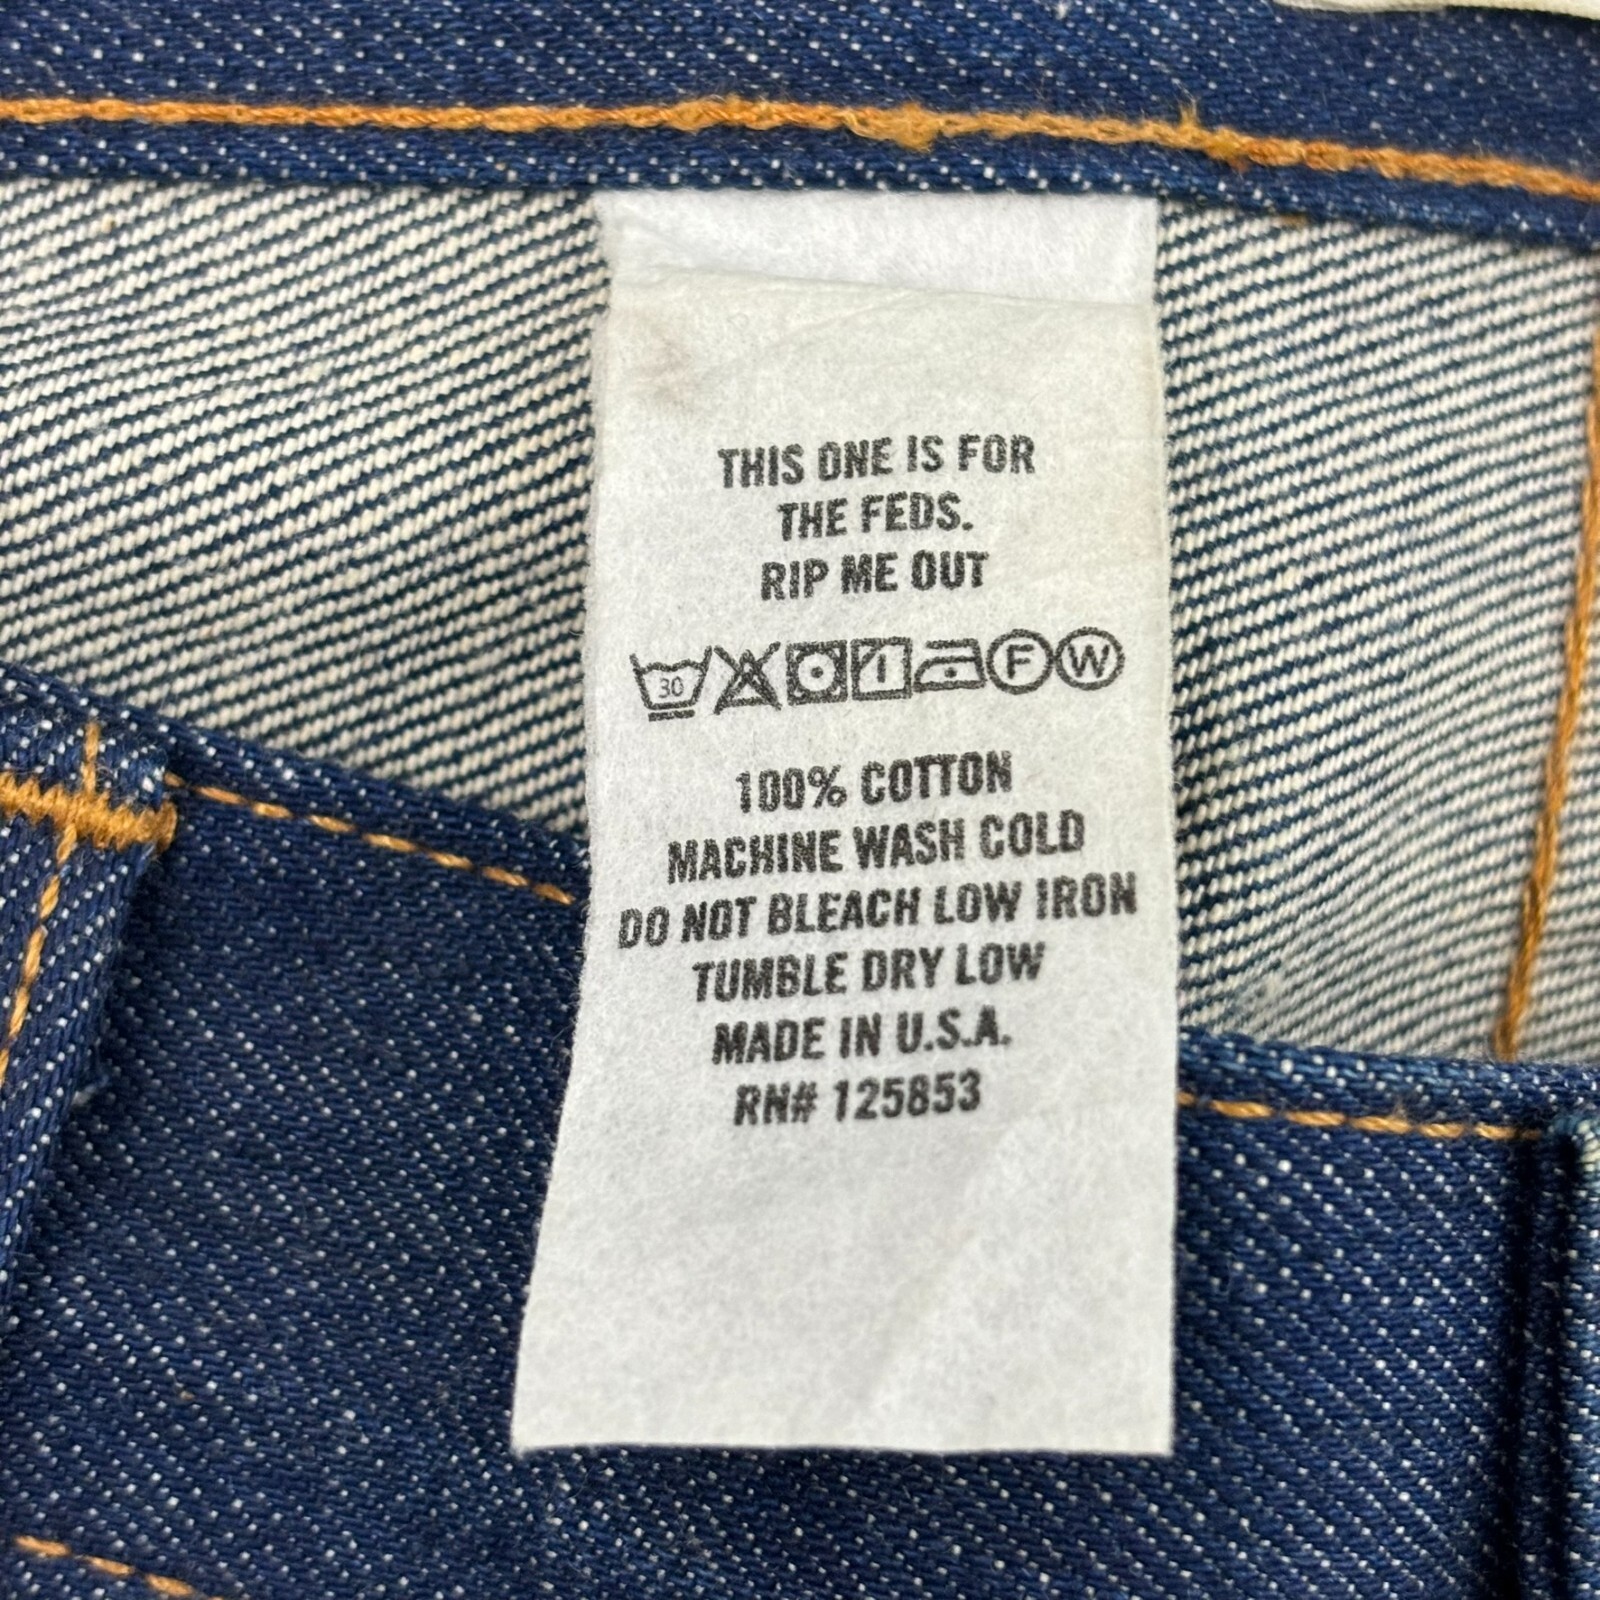 THIS ONE IS FOR
THE FEDS.
RIP ME OUT
30 F W
100% COTTON
MACHINE WASH COLD
DO NOT BLEACH LOW IRON
TUMBLE DRY LOW
MADE IN U.S.A.
RN# 125853